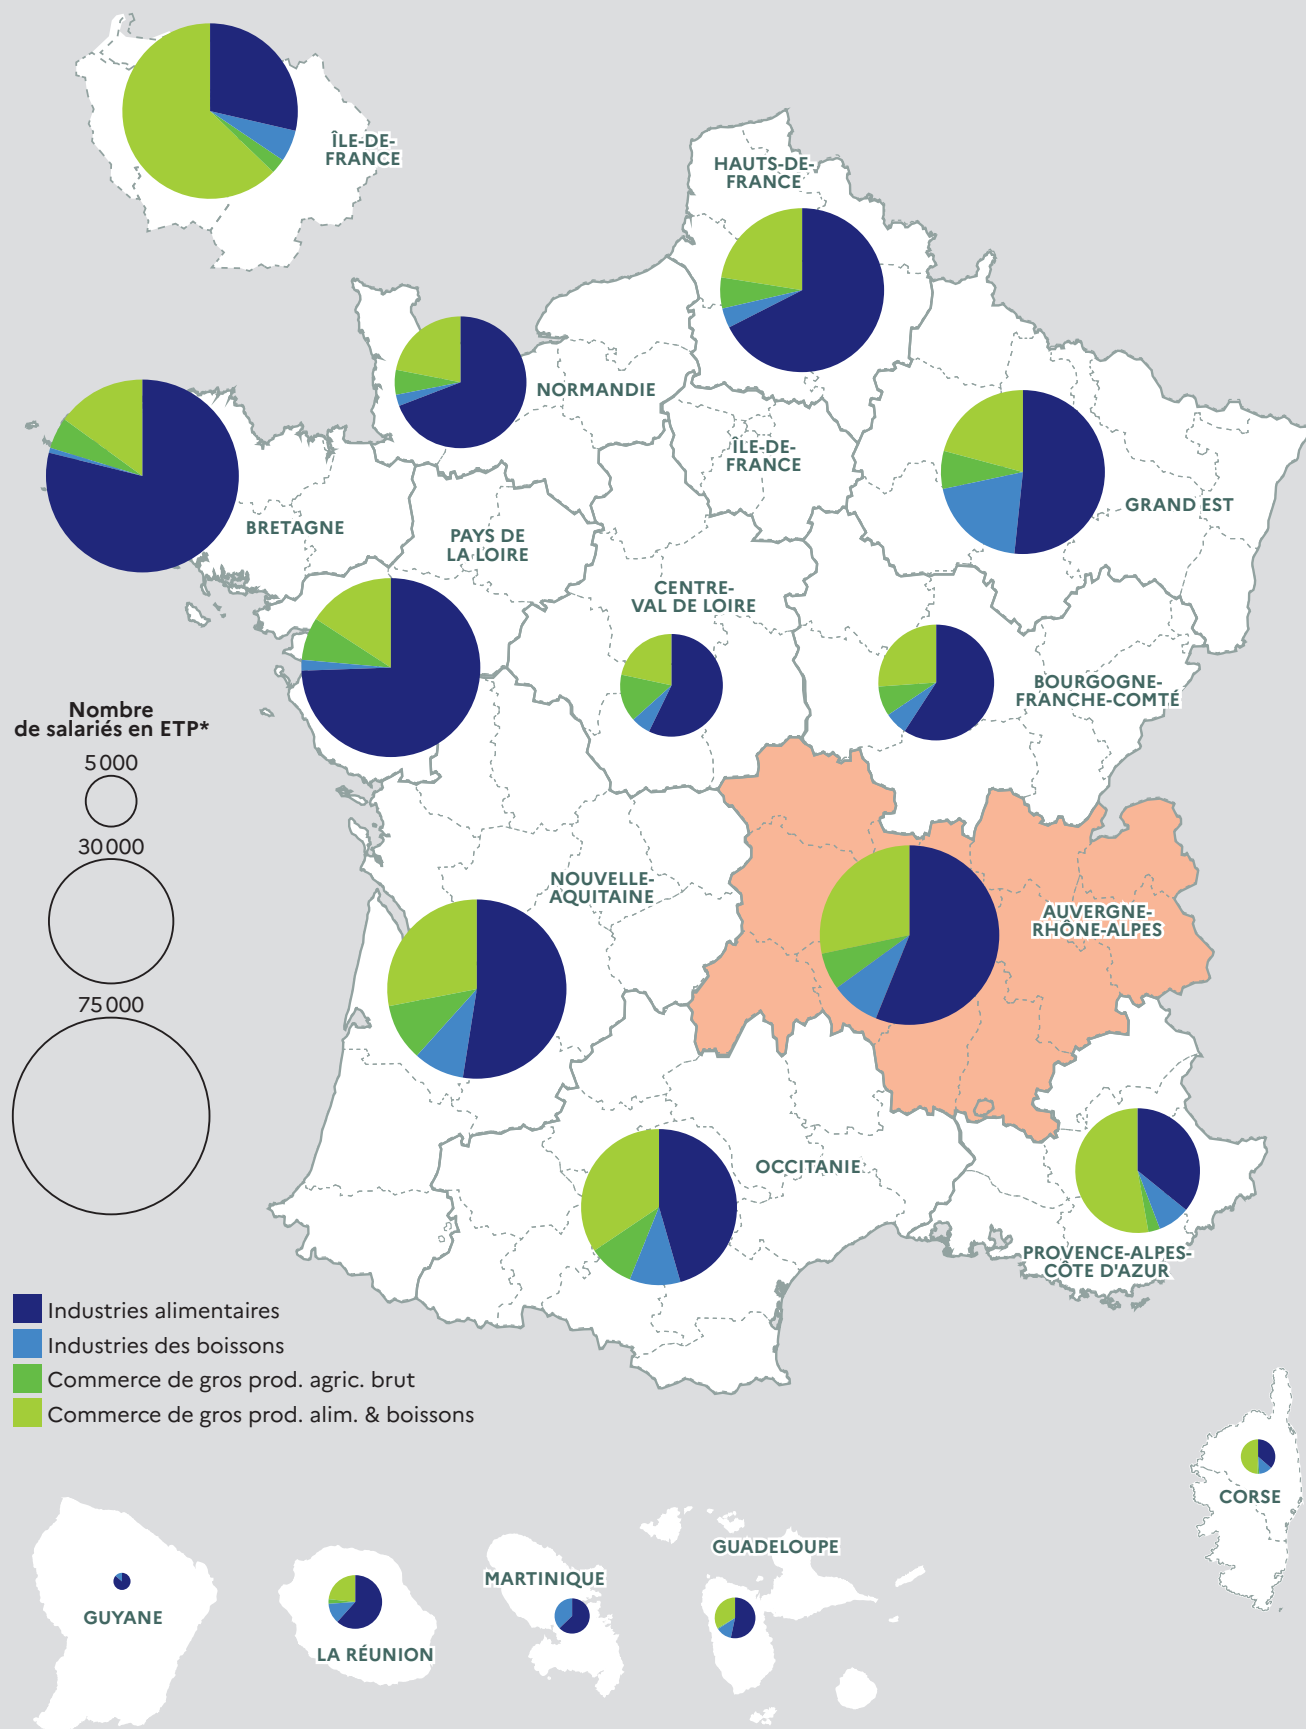 ÎLE-DE-
FRANCE
HAUTS-DE-
FRANCE
NORMANDIE
ÎLE-DE-
FRANCE
GRAND EST
BRETAGNE
PAYS DE
LA LOIRE
CENTRE-
VAL DE LOIRE
BOURGOGNE-
FRANCHE-COMTÉ
Nombre
de salariés en ETP*
5 000
30 000
75 000
NOUVELLE-
AQUITAINE
AUVERGNE-
RHÔNE-ALPES
OCCITANIE
PROVENCE-ALPES-
CÔTE D'AZUR
Industries alimentaires
Industries des boissons
Commerce de gros prod. agric. brut
Commerce de gros prod. alim. & boissons
CORSE
GUYANE
LA RÉUNION
MARTINIQUE
GUADELOUPE